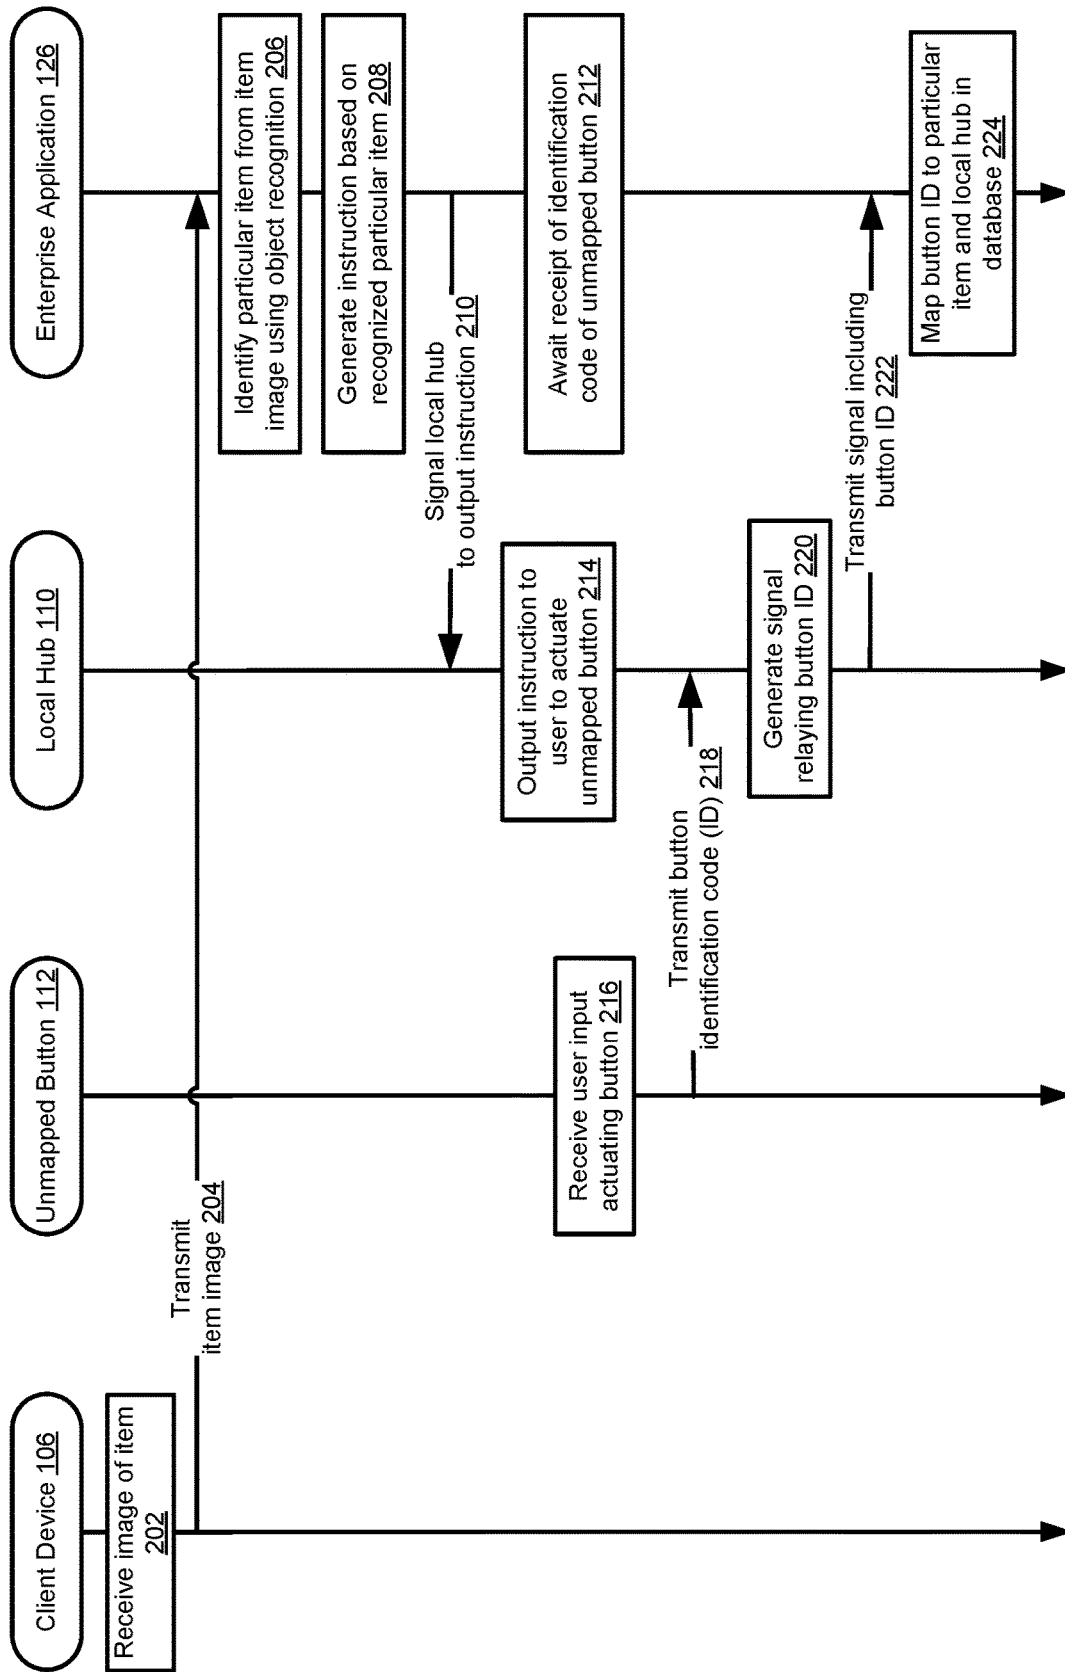 Client Device 106
Unmapped Button 112
Local Hub 110
Enterprise Application 126
Receive image of item
202
Transmit
item image 204
Identify particular item from item
image using object recognition 206
Generate instruction based on
recognized particular item 208
Signal local hub
to output instruction 210
Await receipt of identification
code of unmapped button 212
Output instruction to
user to actuate
unmapped button 214
Receive user input
actuating button 216
Transmit button
identification code (ID) 218
Generate signal
relaying button ID 220
Transmit signal including
button ID 222
Map button ID to particular
item and local hub in
database 224